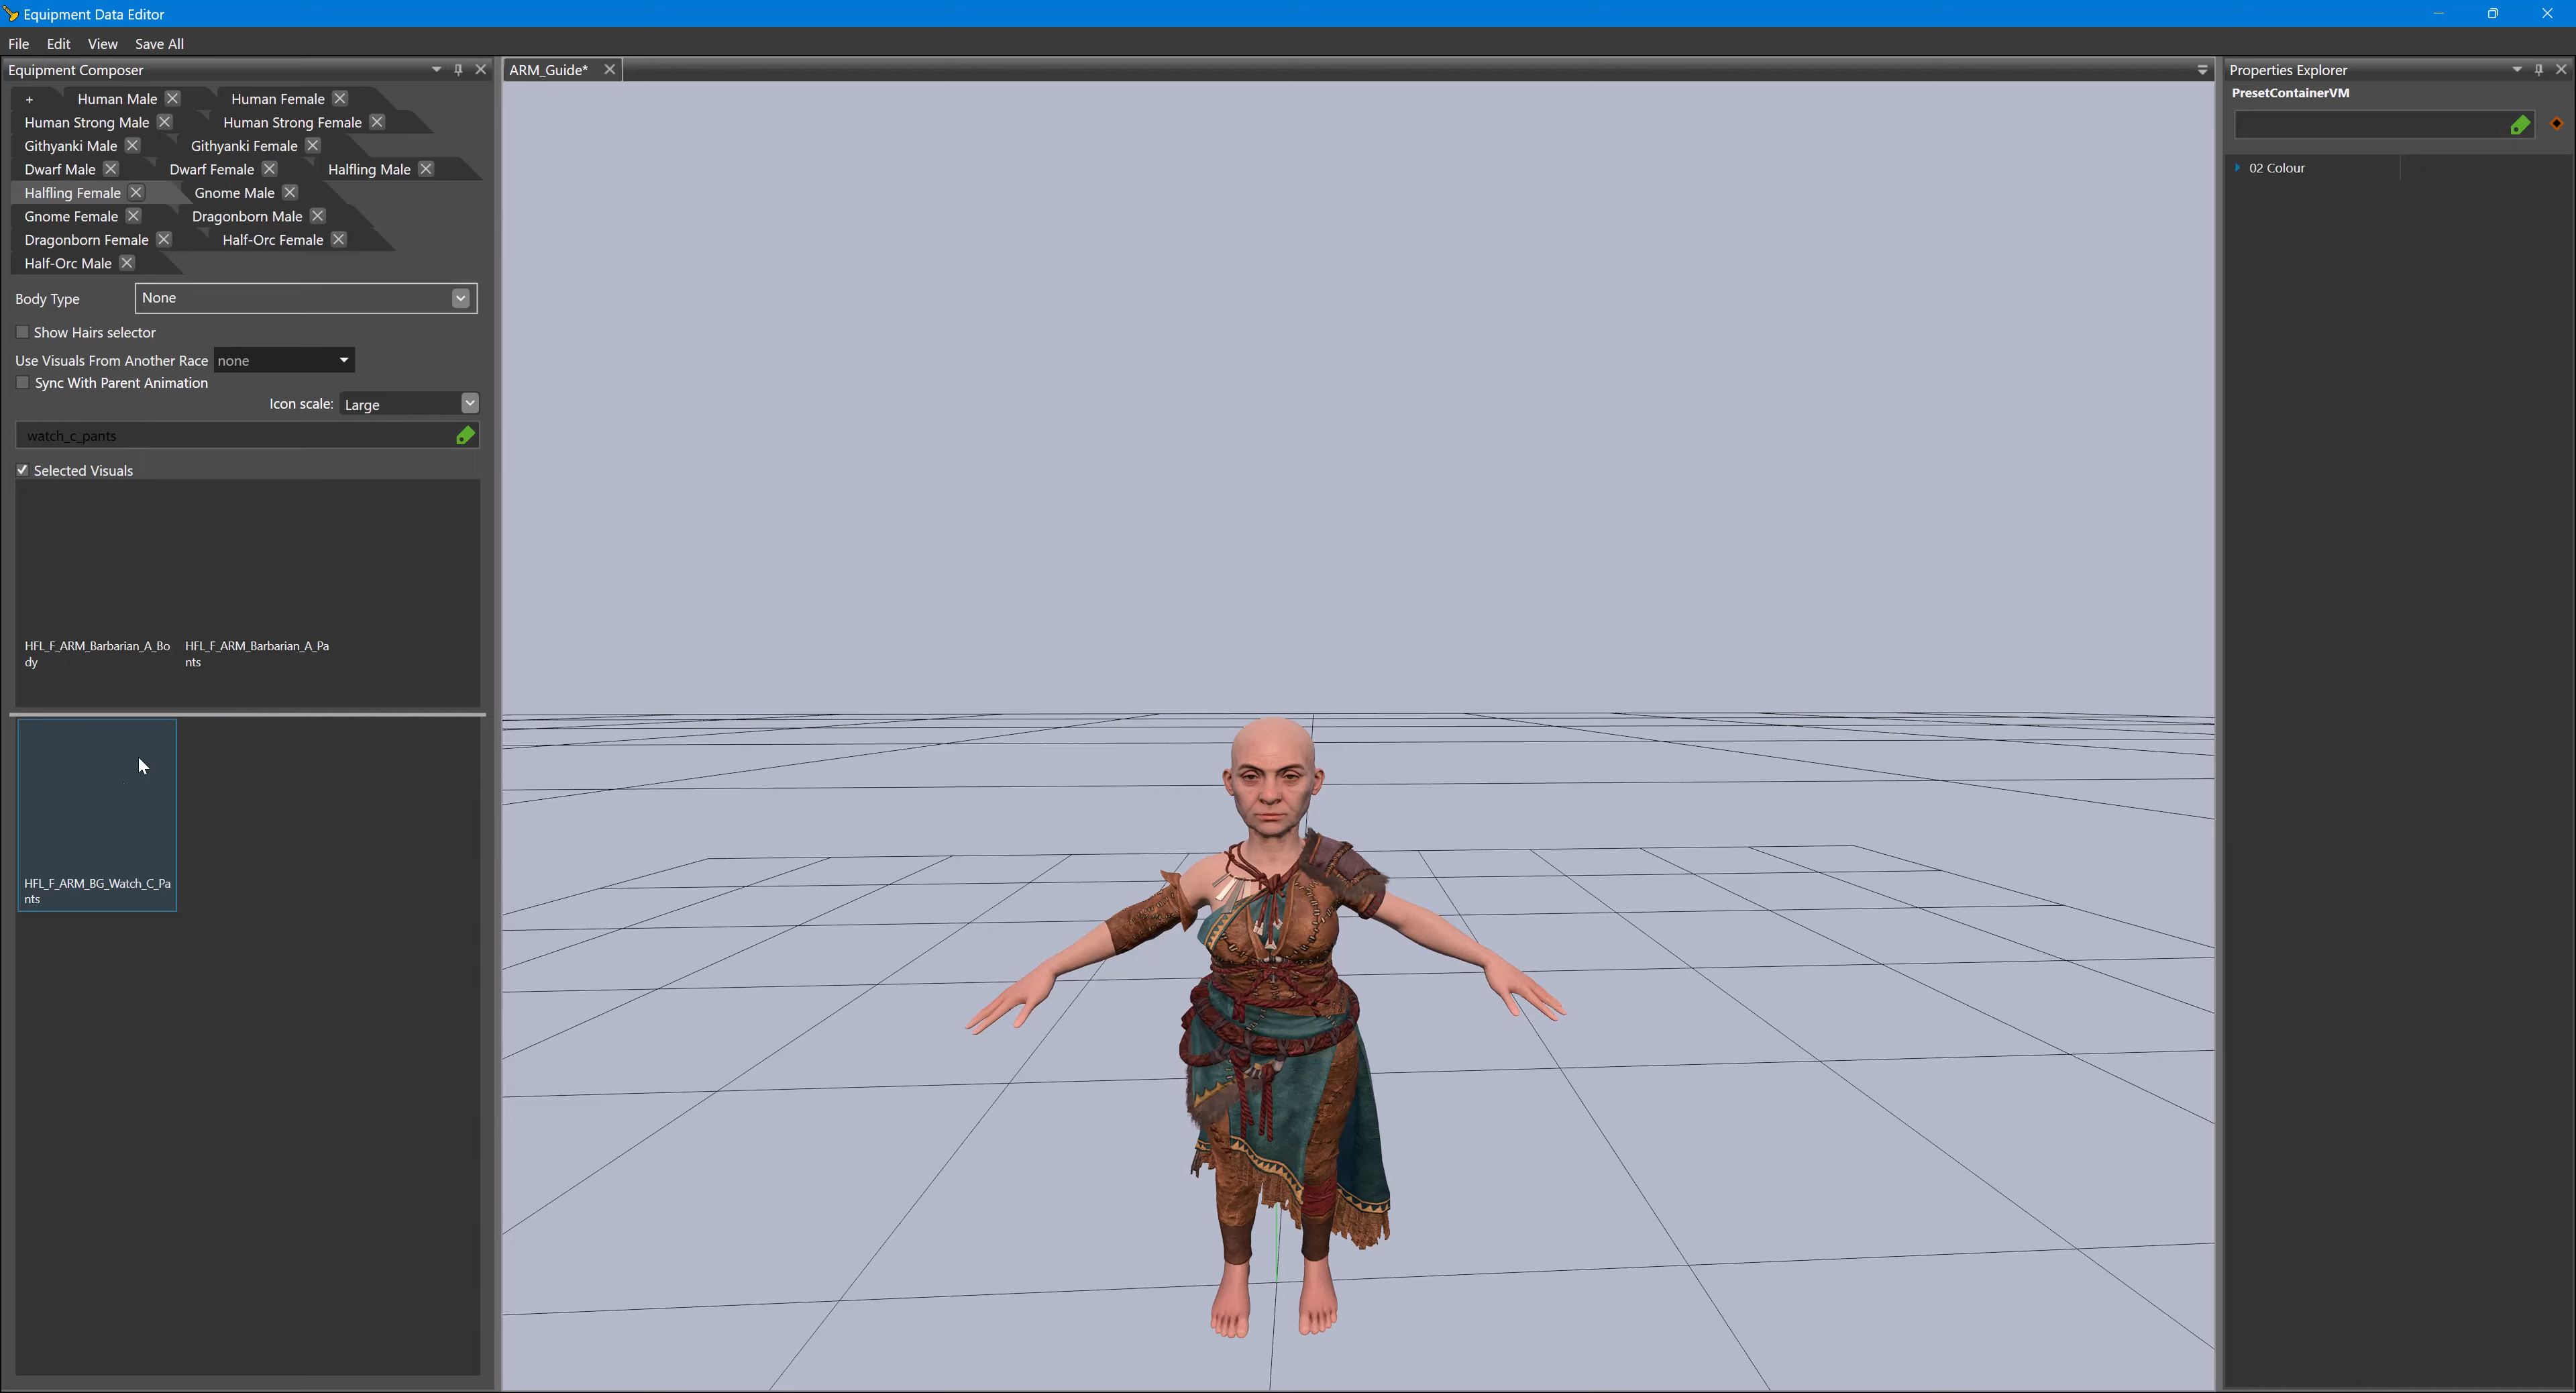 Equipment Data Editor
File Edit View Save All
Equipment Composer
+ Human Male Human Female
Human Strong Male Human Strong Female
Githyanki Male Githyanki Female
Dwarf Male Dwarf Female Halfling Male
Halfling Female Gnome Male
Gnome Female Dragonborn Male
Dragonborn Female Half-Orc Female
Half-Orc Male
Body Type None
Show Hairs selector
Use Visuals From Another Race none
Sync With Parent Animation
Icon scale: Large
watch_c_pants
Selected Visuals
HFL_F_ARM_Barbarian_A_Bo
dy
HFL_F_ARM_Barbarian_A_Pa
nts
HFL_F_ARM_BG_Watch_C_Pa
nts
ARM_Guide*
Properties Explorer
PresetContainerVM
02 Colour